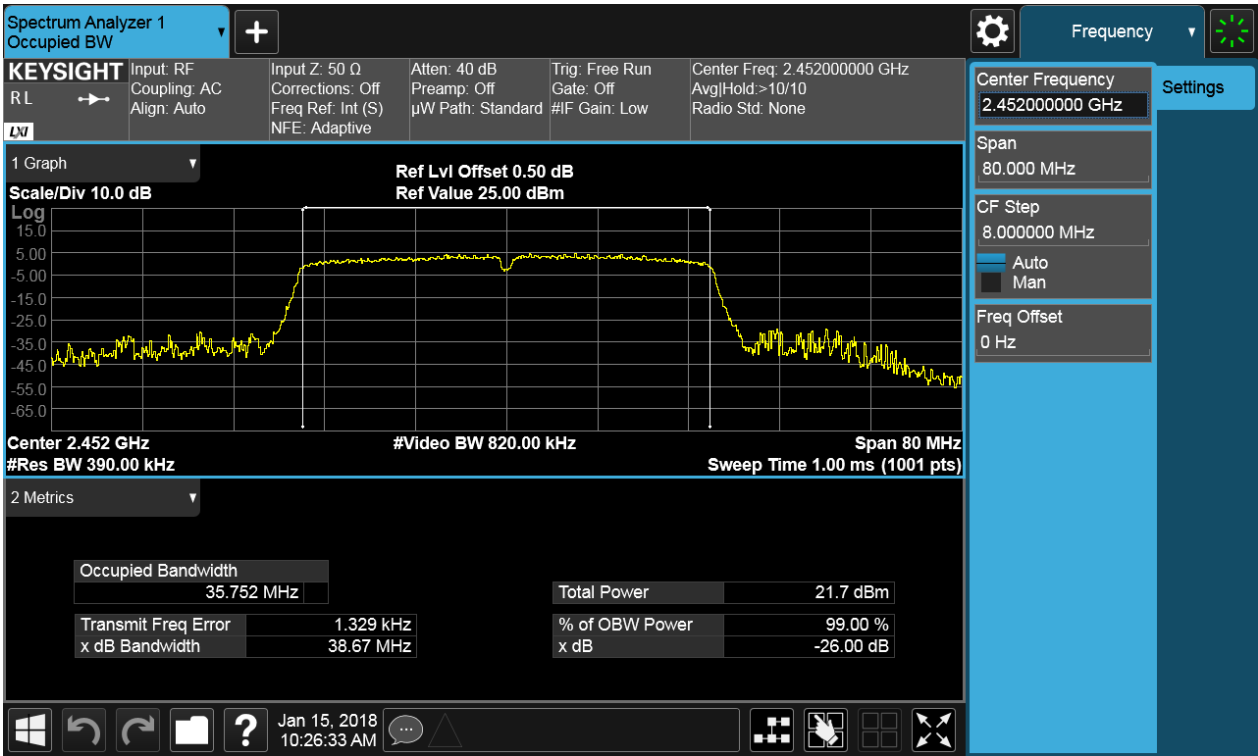 Spectrum Analyzer 1
Occupied BW
Frequency
KEYSIGHT
R L
LXI
Input: RF
Coupling: AC
Align: Auto
Input Z: 50 Ω
Corrections: Off
Freq Ref: Int (S)
NFE: Adaptive
Atten: 40 dB
Preamp: Off
µW Path: Standard
Trig: Free Run
Gate: Off
#IF Gain: Low
Center Freq: 2.452000000 GHz
Avg|Hold:>10/10
Radio Std: None
1 Graph
Scale/Div 10.0 dB
Ref Lvl Offset 0.50 dB
Ref Value 25.00 dBm
Log
15.0
5.00
-5.00
-15.0
-25.0
-35.0
-45.0
-55.0
-65.0
Center 2.452 GHz
#Video BW 820.00 kHz
Span 80 MHz
#Res BW 390.00 kHz
Sweep Time 1.00 ms (1001 pts)
2 Metrics
Occupied Bandwidth
35.752 MHz
Total Power 21.7 dBm
Transmit Freq Error 1.329 kHz
% of OBW Power 99.00 %
x dB Bandwidth 38.67 MHz
x dB -26.00 dB
?
Jan 15, 2018
10:26:33 AM
Center Frequency
2.452000000 GHz
Settings
Span
80.000 MHz
CF Step
8.000000 MHz
Auto
Man
Freq Offset
0 Hz